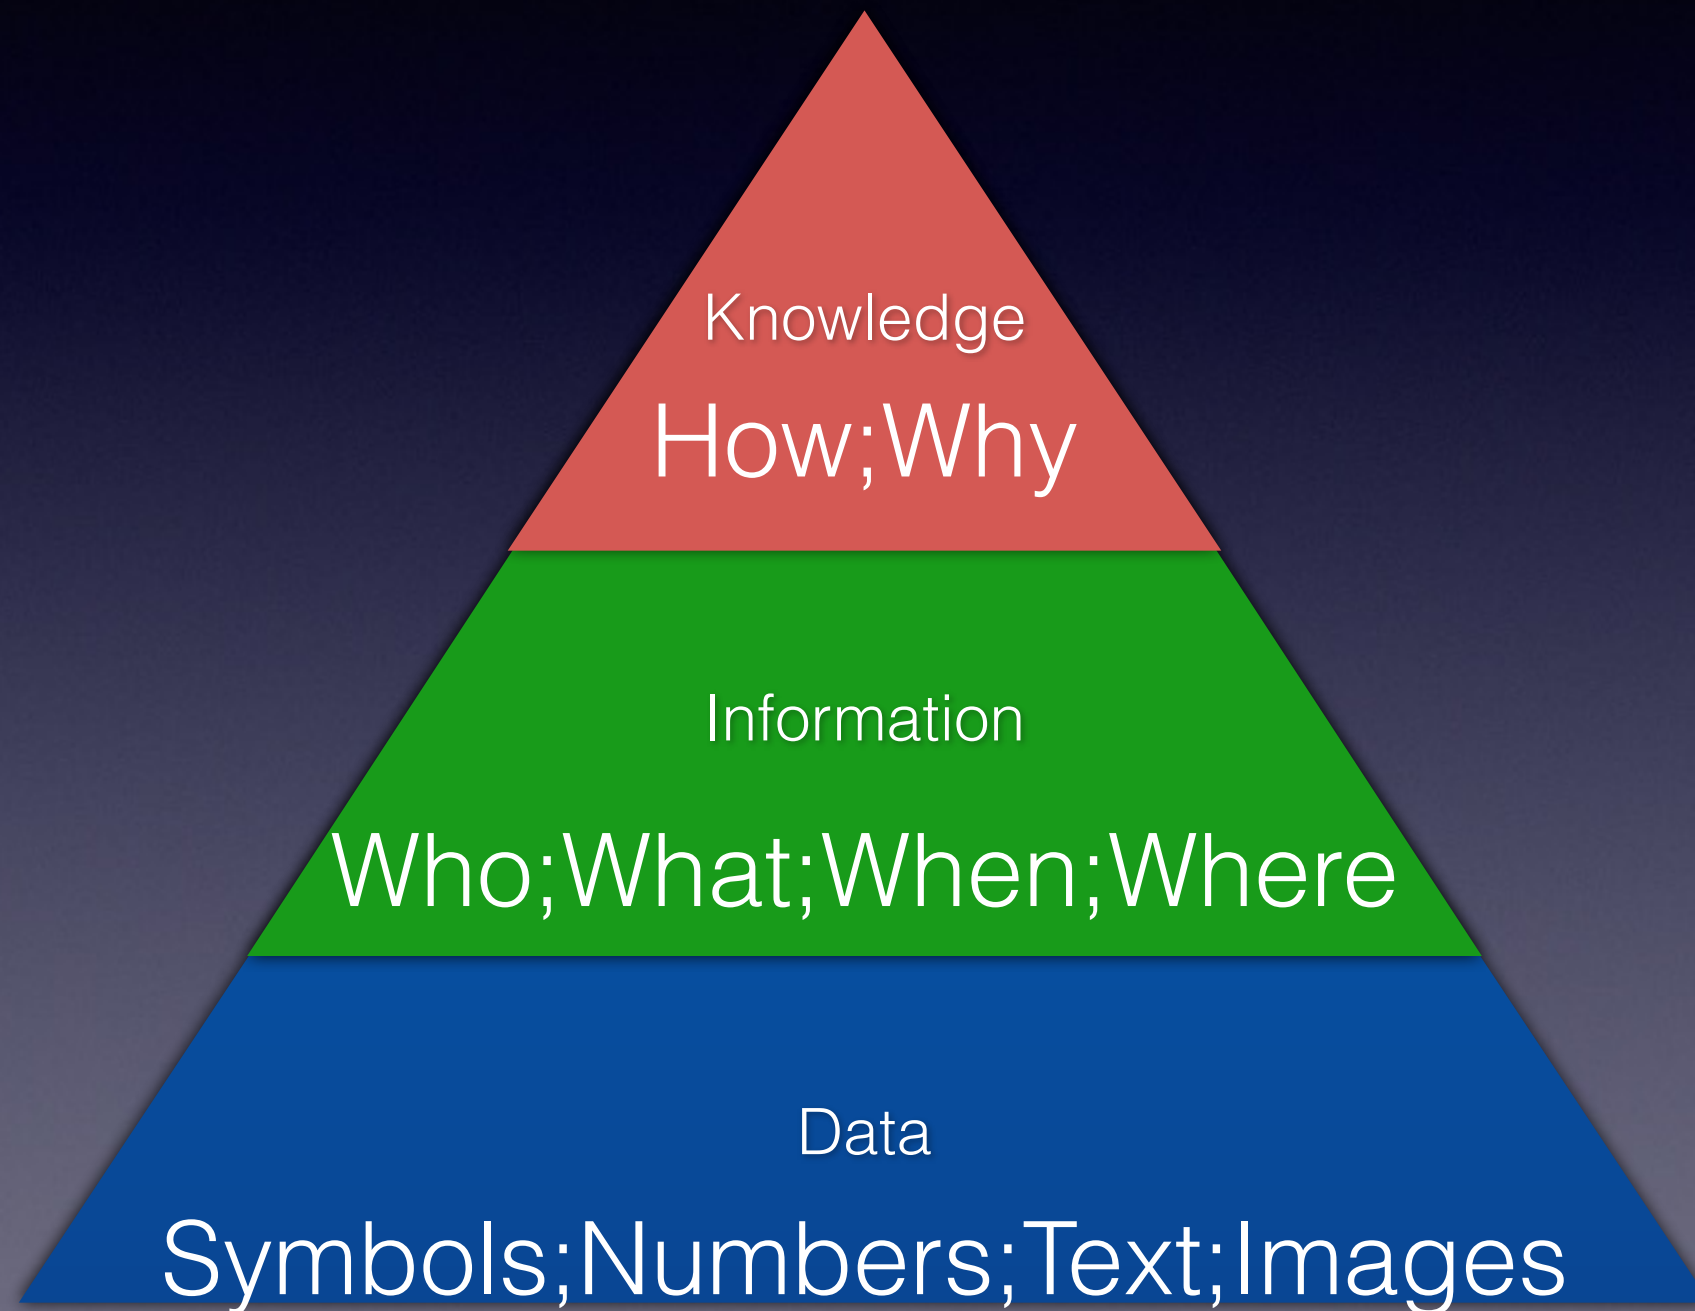 Knowledge
How;Why
Information
Who;What;When;Where
Data
Symbols;Numbers;Text;Images